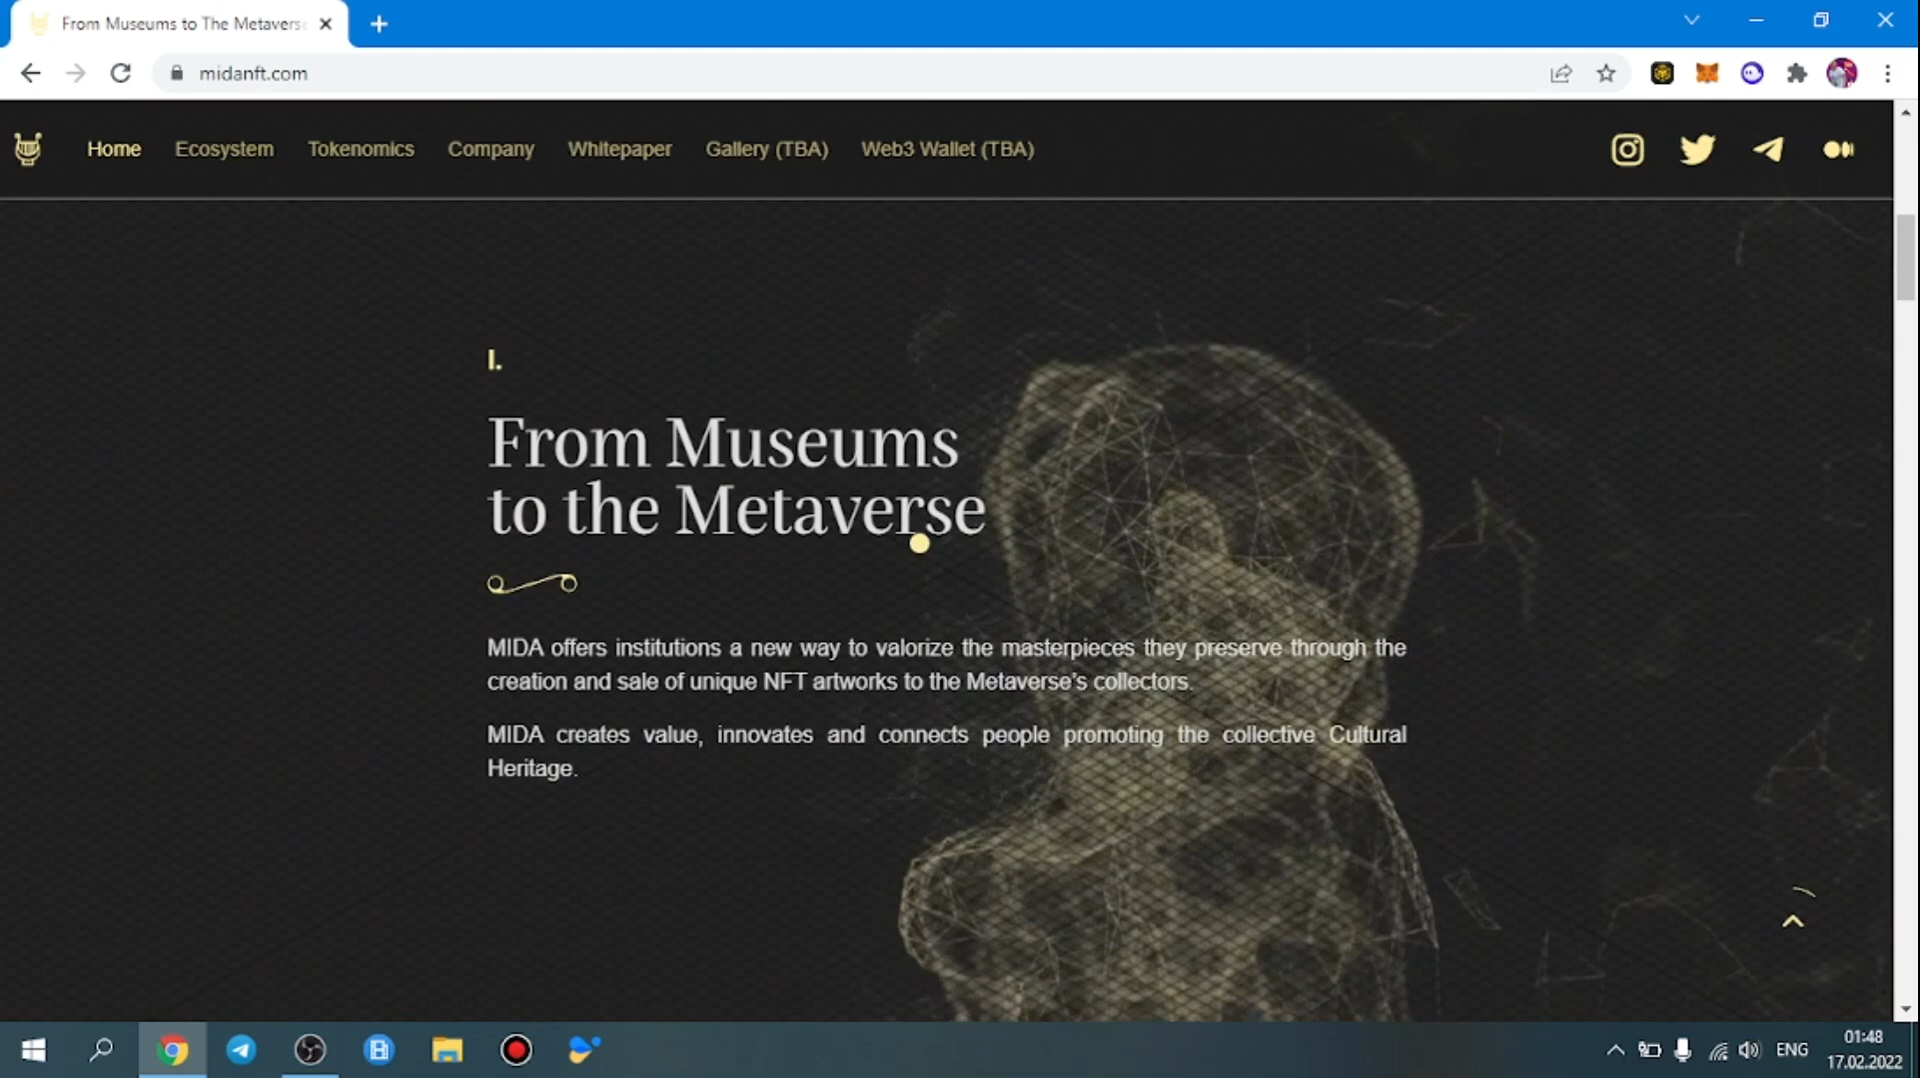 From Museums to The Metaverse
midanft.com
Home Ecosystem Tokenomics Company Whitepaper Gallery (TBA) Web3 Wallet (TBA)
I.
From Museums
to the Metaverse
MIDA offers institutions a new way to valorize the masterpieces they preserve through the
creation and sale of unique NFT artworks to the Metaverse's collectors.
MIDA creates value, innovates and connects people promoting the collective Cultural
Heritage.
ENG
01:48
17.02.2022